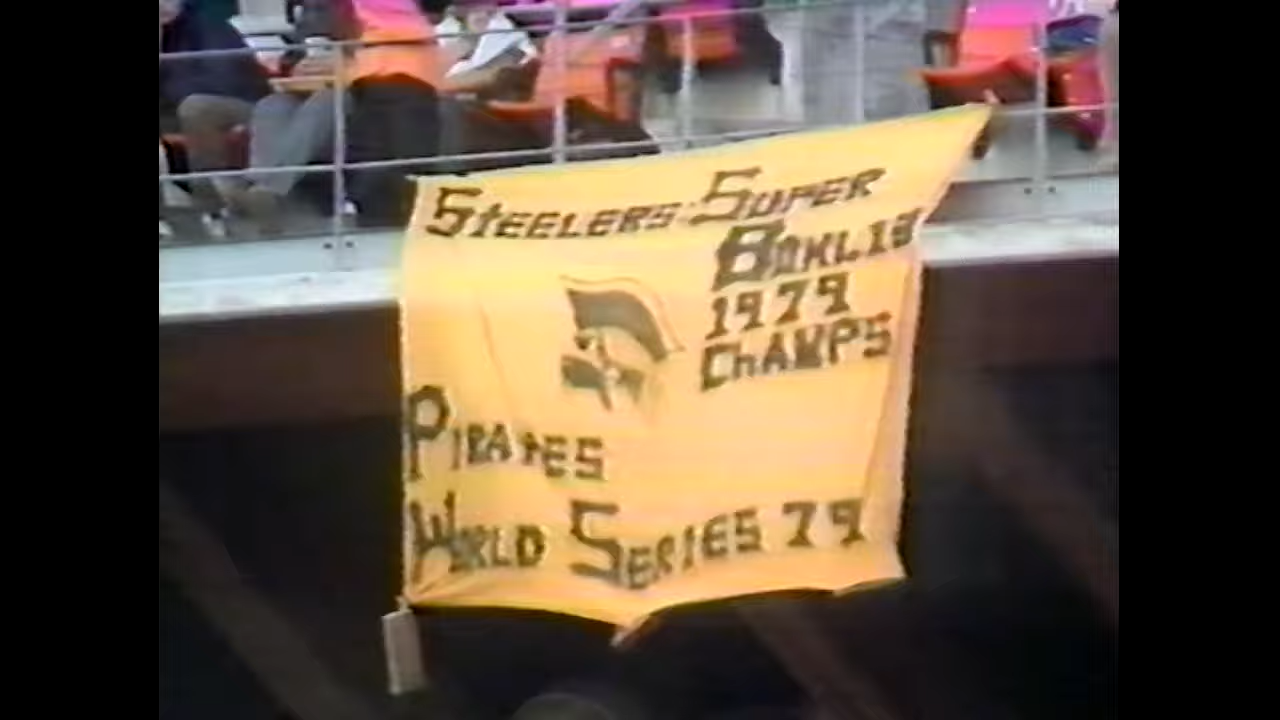 STEELERS-SUPER
BOWL 13
1979
ChAMPS
PIRAtES
WORLD SERIES 79